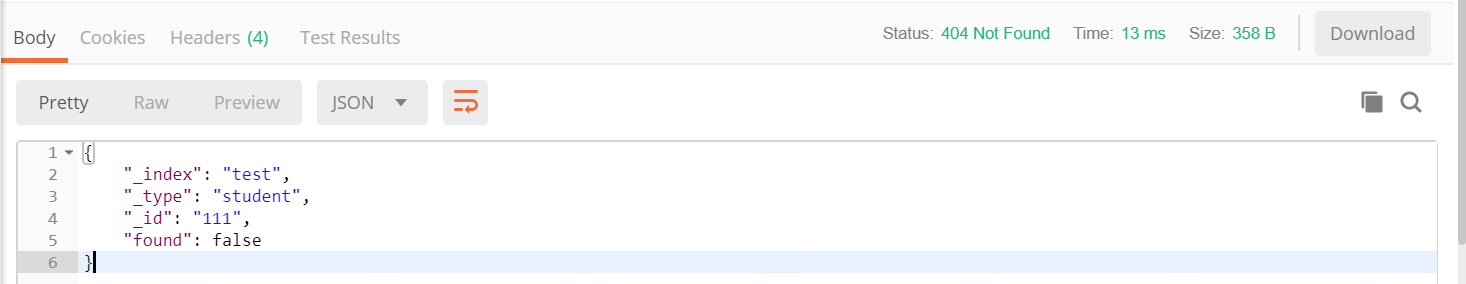 Body Cookies Headers (4) Test Results Status: 404 Not Found Time: 13 ms Size: 358 B Download
Pretty Raw Preview JSON
1 {
2 "_index": "test",
3 "_type": "student",
4 "_id": "111",
5 "found": false
6 }